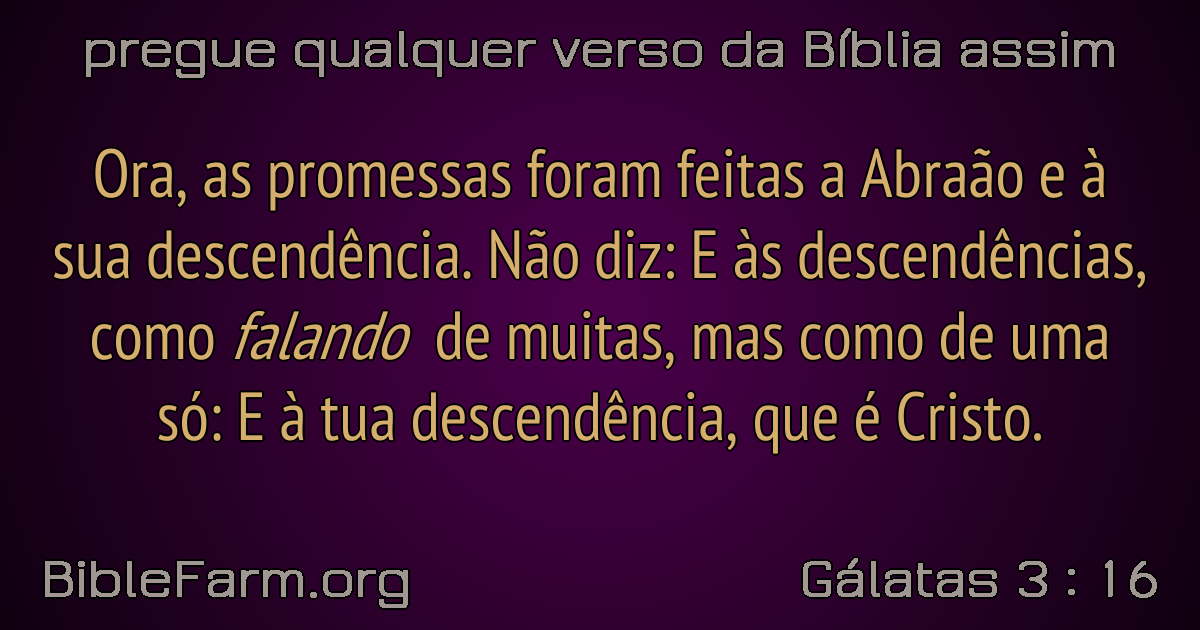 pregue qualquer verso da Bíblia assim
Ora, as promessas foram feitas a Abraão e à
sua descendência. Não diz: E às descendências,
como falando de muitas, mas como de uma
só: E à tua descendência, que é Cristo.
BibleFarm.org
Gálatas 3 : 16